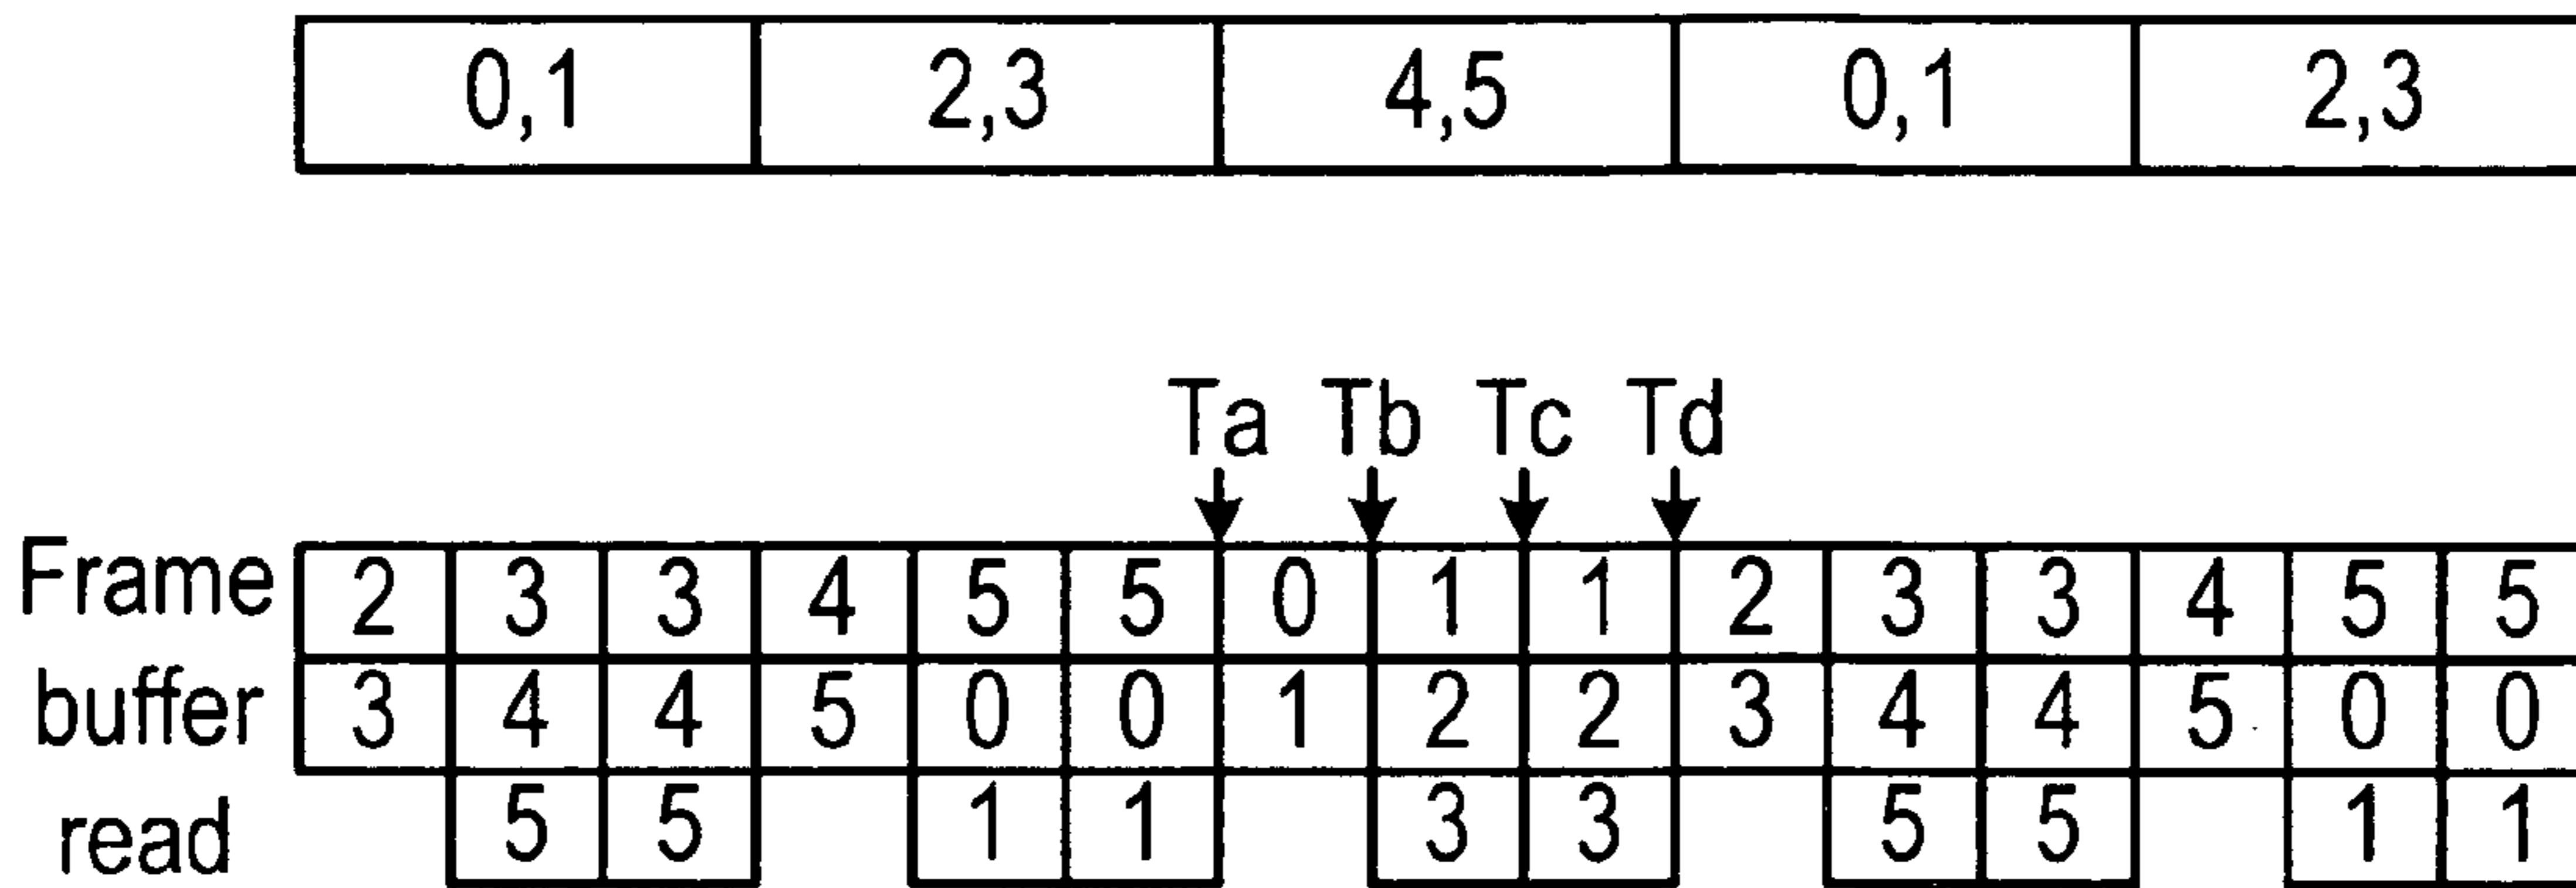 0,1 2,3 4,5 0,1 2,3
Ta Tb Tc Td
Frame buffer read
2 3 3 4 5 5 0 1 1 2 3 3 4 5 5
3 4 4 5 0 0 1 2 2 3 4 4 5 0 0
5 5 1 1 3 3 5 5 1 1